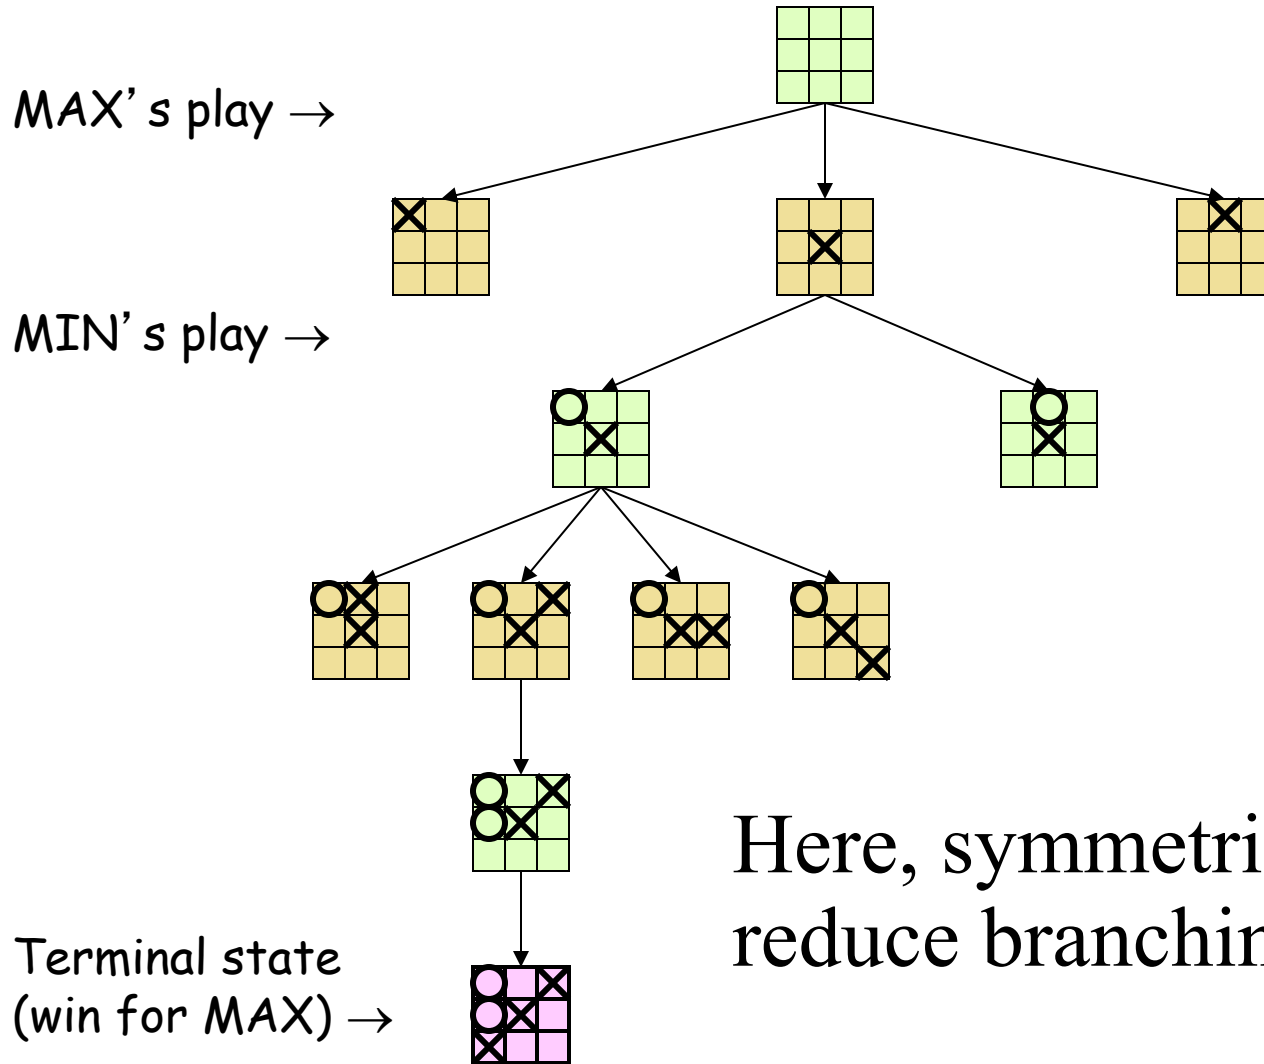 MAX's play →
MIN's play →
Here, symmetri
reduce branchin
Terminal state
(win for MAX) →